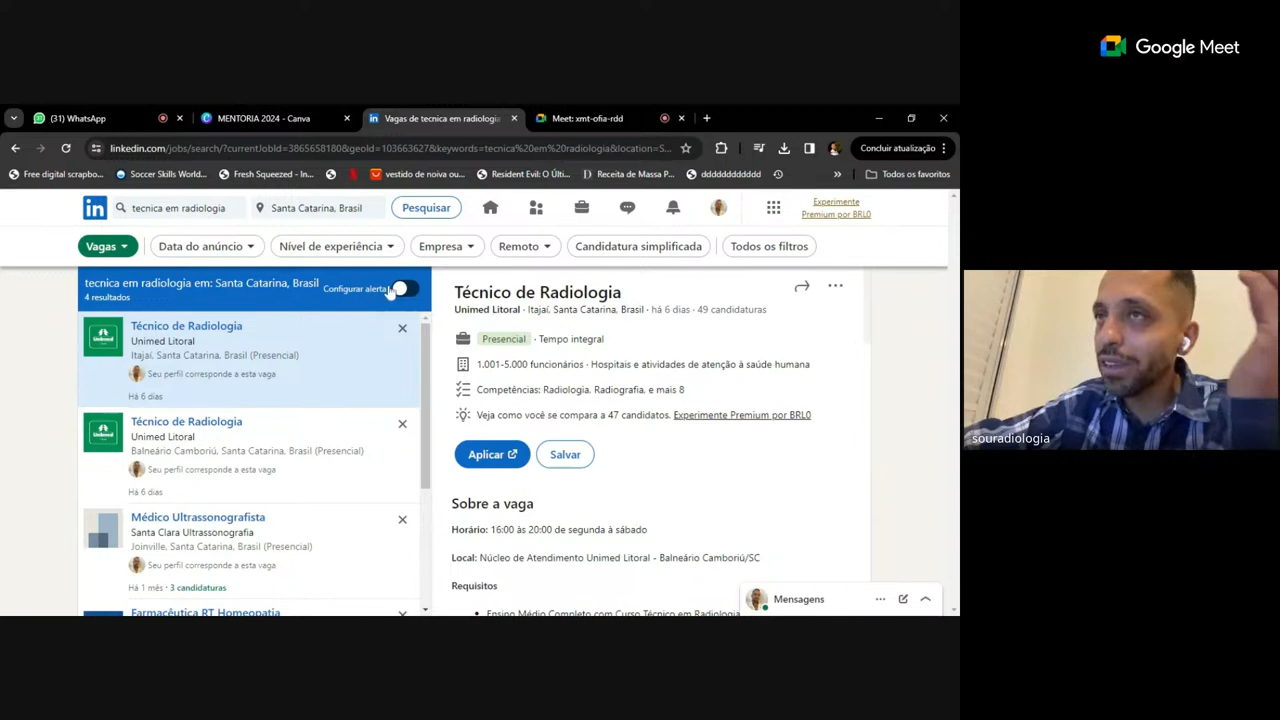 Google Meet
(31) WhatsApp
MENTORIA 2024 - Canva
Vagas de tecnica em radiologia
Meet: xmt-ofia-rdd
linkedin.com/jobs/search/?currentJobId=3865658180&geoId=103663627&keywords=tecnica%20em%20radiologia&location=S...
Concluir atualização
Free digital scrapbo...
Soccer Skills World...
Fresh Squeezed - In...
vestido de noiva ou...
Resident Evil: O Últi...
Receita de Massa P...
dddddddddddd
»
Todos os favoritos
in
tecnica em radiologia
Santa Catarina, Brasil
Pesquisar
Experimente
Premium por BRL0
Vagas
Data do anúncio
Nível de experiência
Empresa
Remoto
Candidatura simplificada
Todos os filtros
tecnica em radiologia em: Santa Catarina, Brasil
4 resultados
Configurar alerta
Técnico de Radiologia
Unimed Litoral
Itajaí, Santa Catarina, Brasil (Presencial)
Seu perfil corresponde a esta vaga
Há 6 dias
Técnico de Radiologia
Unimed Litoral
Balneário Camboriú, Santa Catarina, Brasil (Presencial)
Seu perfil corresponde a esta vaga
Há 6 dias
Médico Ultrassonografista
Santa Clara Ultrassonografia
Joinville, Santa Catarina, Brasil (Presencial)
Seu perfil corresponde a esta vaga
Há 1 mês · 3 candidaturas
Farmacêutica RT Homeopatia
Técnico de Radiologia
Unimed Litoral · Itajaí, Santa Catarina, Brasil · há 6 dias · 49 candidaturas
Presencial · Tempo integral
1.001-5.000 funcionários · Hospitais e atividades de atenção à saúde humana
Competências: Radiologia, Radiografia, e mais 8
Veja como você se compara a 47 candidatos. Experimente Premium por BRL0
Aplicar
Salvar
Sobre a vaga
Horário: 16:00 às 20:00 de segunda à sábado
Local: Núcleo de Atendimento Unimed Litoral - Balneário Camboriú/SC
Requisitos
Ensino Médio Completo com Curso Técnico em Radiologia
Mensagens
souradiologia